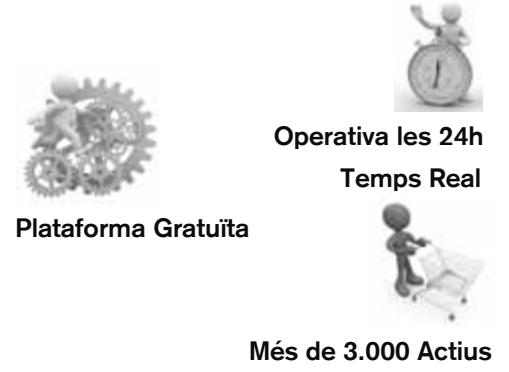 Operativa les 24h
Temps Real
Plataforma Gratuïta
Més de 3.000 Actius